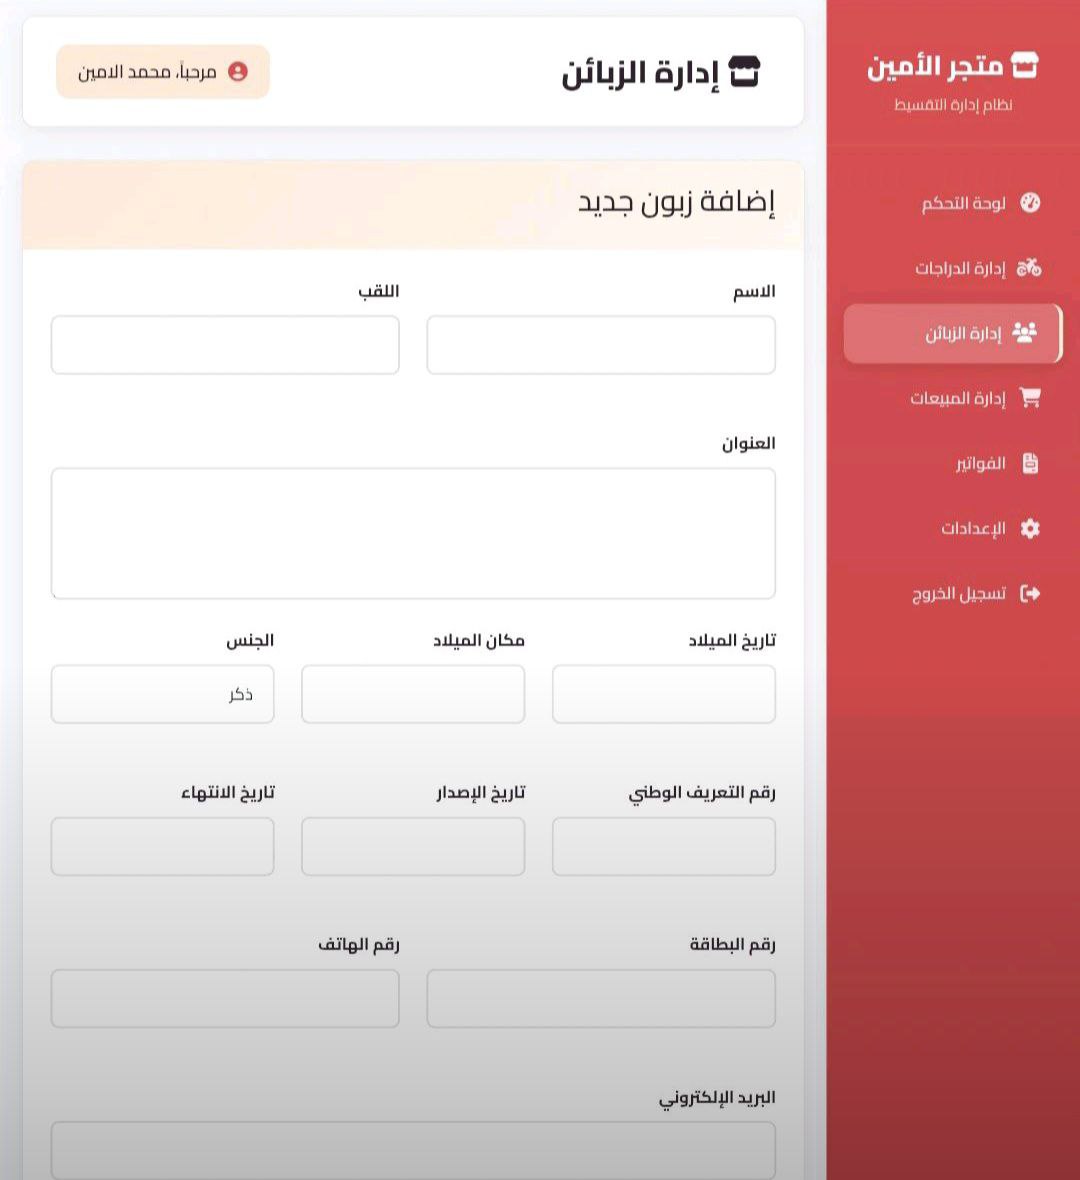 متجر الأمين
نظام إدارة التقسيط
لوحة التحكم
إدارة الدراجات
إدارة الزبائن
إدارة المبيعات
الفواتير
الإعدادات
تسجيل الخروج
إدارة الزبائن
مرحباً، محمد الامين
إضافة زبون جديد
الاسم
اللقب
العنوان
تاريخ الميلاد
مكان الميلاد
الجنس
ذكر
رقم التعريف الوطني
تاريخ الإصدار
تاريخ الانتهاء
رقم البطاقة
رقم الهاتف
البريد الإلكتروني